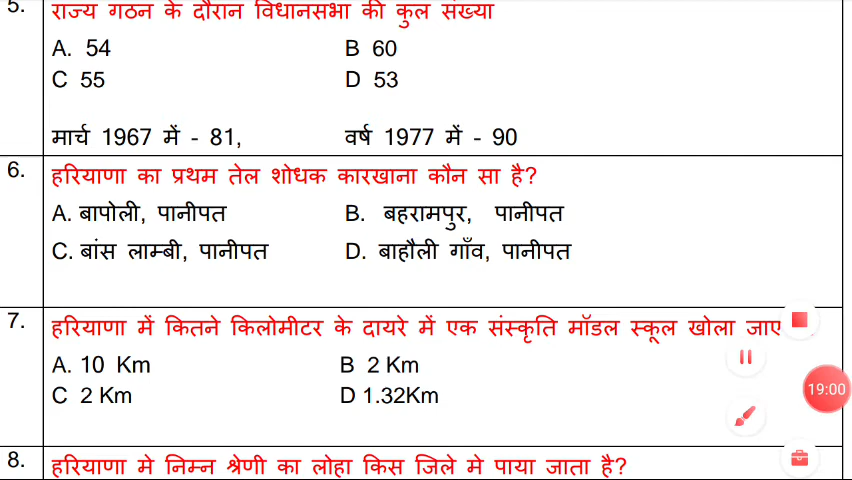 5. राज्य गठन के दौरान विधानसभा की कुल संख्या
A. 54 B 60
C 55 D 53
मार्च 1967 में - 81, वर्ष 1977 में - 90
6. हरियाणा का प्रथम तेल शोधक कारखाना कौन सा है?
A. बापोली, पानीपत B. बहरामपुर, पानीपत
C. बांस लाम्बी, पानीपत D. बाहौली गाँव, पानीपत
7. हरियाणा में कितने किलोमीटर के दायरे में एक संस्कृति मॉडल स्कूल खोला जाए
A. 10 Km B 2 Km
C 2 Km D 1.32Km
19:00
8. हरियाणा मे निम्न श्रेणी का लोहा किस जिले मे पाया जाता है?